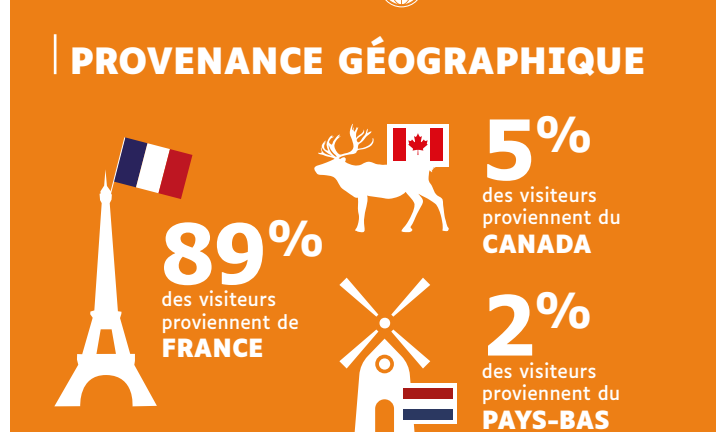 PROVENANCE GÉOGRAPHIQUE
89%
des visiteurs
proviennent de
FRANCE
5%
des visiteurs
proviennent du
CANADA
2%
des visiteurs
proviennent du
PAYS-BAS